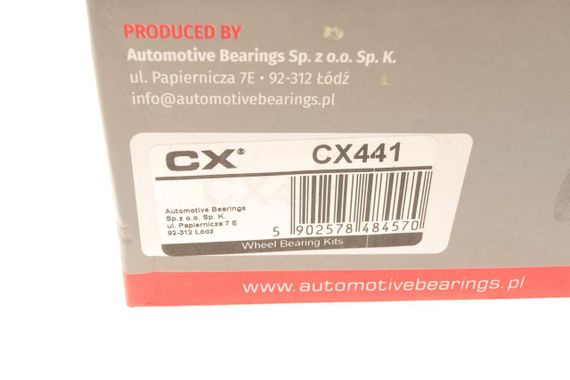 PRODUCED BY
Automotive Bearings Sp. z o.o. Sp. K.
ul. Papiernicza 7E • 92-312 Łódź
info@automotivebearings.pl
CX® CX441
Automotive Bearings
Sp.z o.o. Sp. K.
ul. Papiernicza 7 E
92-312 Łódź
5 902578 484570
Wheel Bearing Kits
www.automotivebearings.pl